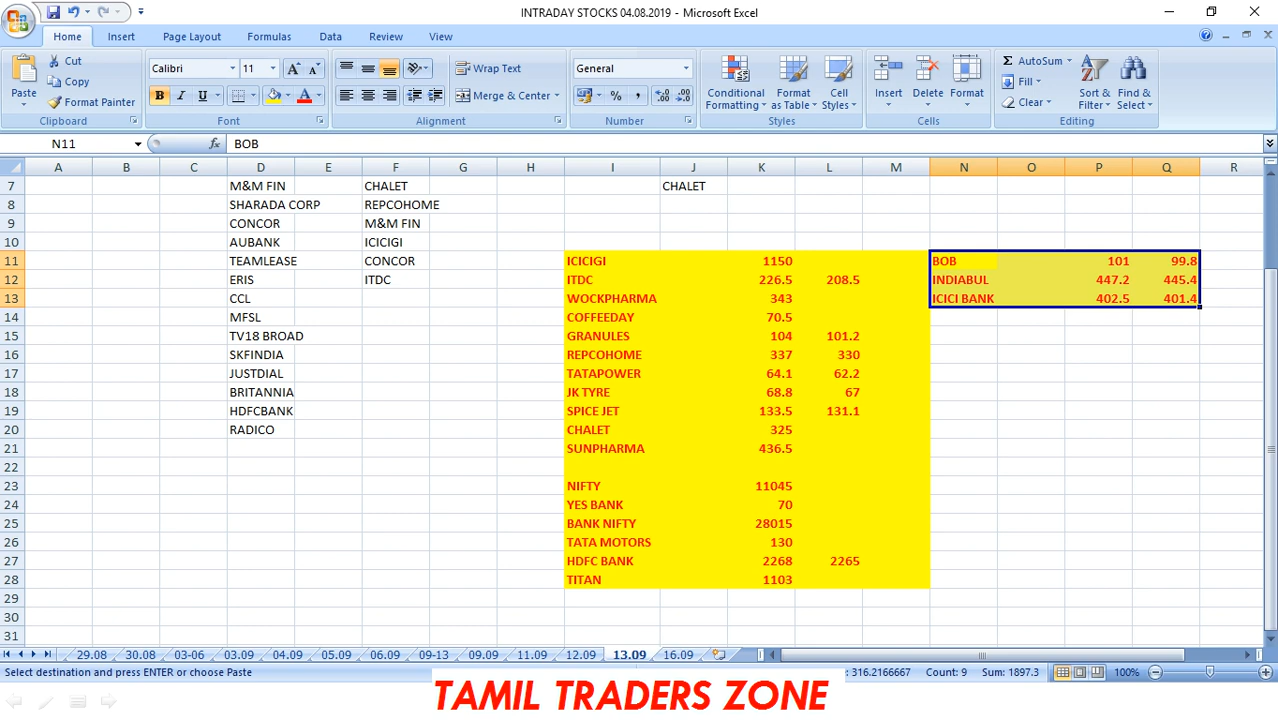 INTRADAY STOCKS 04.08.2019 - Microsoft Excel
Home Insert Page Layout Formulas Data Review View
Paste
Cut
Copy
Format Painter
Clipboard
Calibri 11
B I U
Font
Wrap Text
Merge & Center
Alignment
General
% ,
Number
Conditional Formatting
Format as Table
Cell Styles
Styles
Insert Delete Format
Cells
Σ AutoSum
Fill
Clear
Sort & Filter
Find & Select
Editing
N11 fx BOB
A B C D E F G H I J K L M N O P Q R
7 M&M FIN CHALET CHALET
8 SHARADA CORP REPCOHOME
9 CONCOR M&M FIN
10 AUBANK ICICIGI
11 TEAMLEASE CONCOR ICICIGI 1150 BOB 101 99.8
12 ERIS ITDC ITDC 226.5 208.5 INDIABUL 447.2 445.4
13 CCL WOCKPHARMA 343 ICICI BANK 402.5 401.4
14 MFSL COFFEEDAY 70.5
15 TV18 BROAD GRANULES 104 101.2
16 SKFINDIA REPCOHOME 337 330
17 JUSTDIAL TATAPOWER 64.1 62.2
18 BRITANNIA JK TYRE 68.8 67
19 HDFCBANK SPICE JET 133.5 131.1
20 RADICO CHALET 325
21 SUNPHARMA 436.5
22
23 NIFTY 11045
24 YES BANK 70
25 BANK NIFTY 28015
26 TATA MOTORS 130
27 HDFC BANK 2268 2265
28 TITAN 1103
29
30
31
29.08 30.08 03-06 03.09 04.09 05.09 06.09 09-13 09.09 11.09 12.09 13.09 16.09
Select destination and press ENTER or choose Paste : 316.2166667 Count: 9 Sum: 1897.3 100%
TAMIL TRADERS ZONE